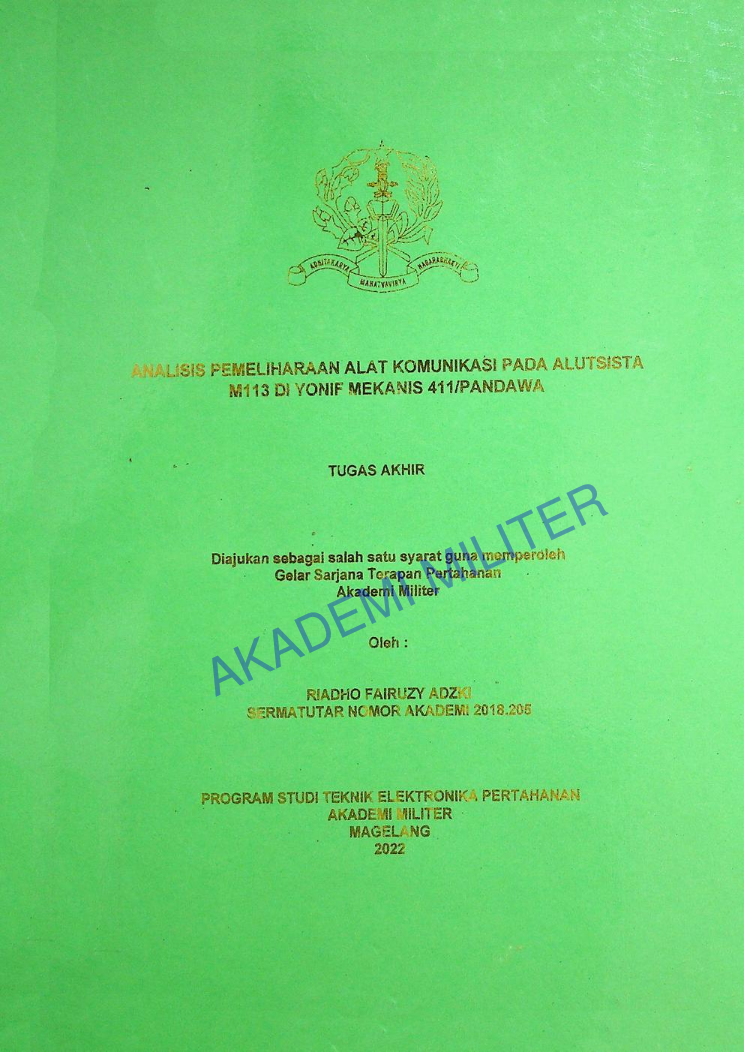 ADHITAKARYA
MAHATVAVIRYA
NAGARABHAKTI
ANALISIS PEMELIHARAAN ALAT KOMUNIKASI PADA ALUTSISTA
M113 DI YONIF MEKANIS 411/PANDAWA
TUGAS AKHIR
Diajukan sebagai salah satu syarat guna memperoleh
Gelar Sarjana Terapan Pertahanan
Akademi Militer
AKADEMI MILITER
Oleh :
RIADHO FAIRUZY ADZKI
SERMATUTAR NOMOR AKADEMI 2018.205
PROGRAM STUDI TEKNIK ELEKTRONIKA PERTAHANAN
AKADEMI MILITER
MAGELANG
2022